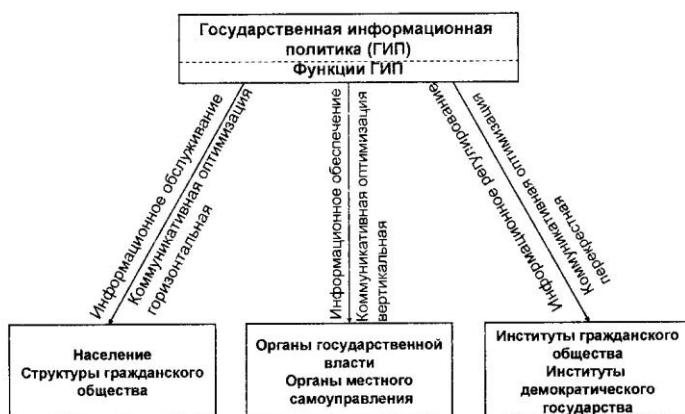 Государственная информационная
политика (ГИП)
Функции ГИП
Информационное обслуживание
Коммуникативная оптимизация
горизонтальная
Информационное обеспечение
Коммуникативная оптимизация
вертикальная
Информационное регулирование
Коммуникативная оптимизация
перекрестная
Население
Структуры гражданского
общества
Органы государственной
власти
Органы местного
самоуправления
Институты гражданского
общества
Институты
демократического
государства